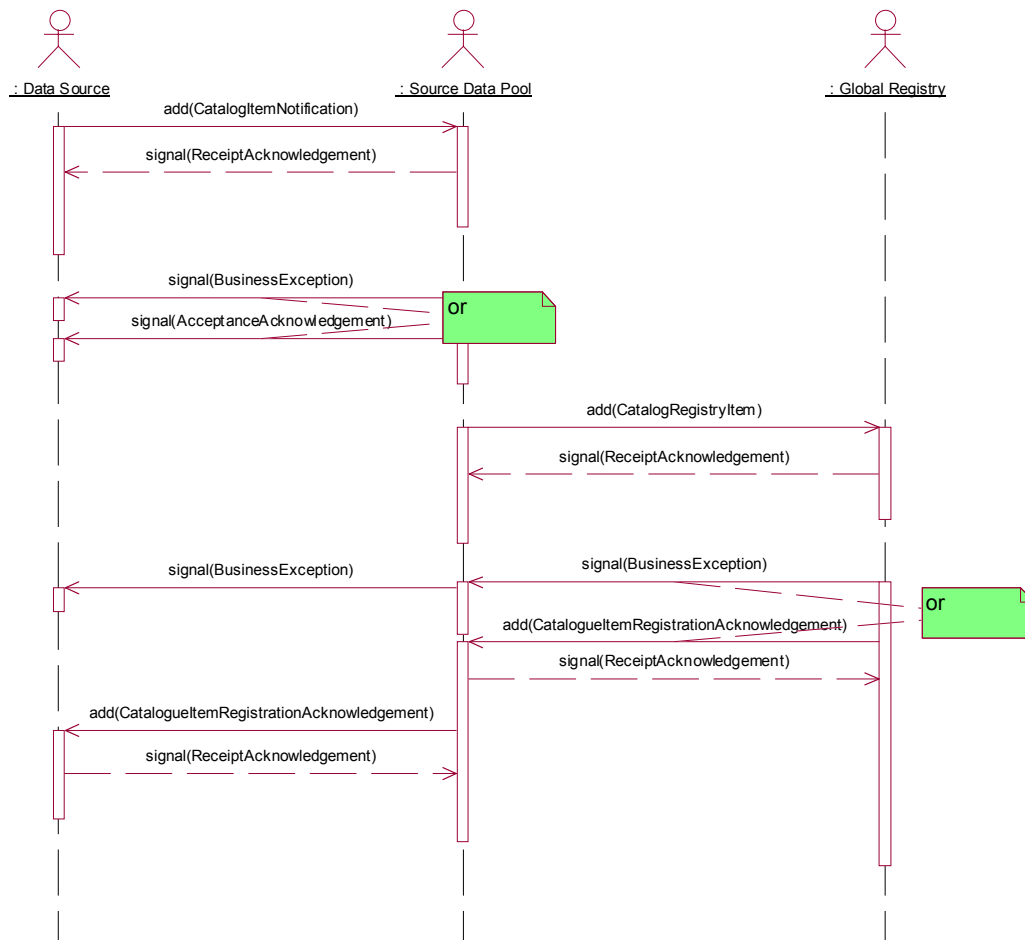 : Data Source
: Source Data Pool
: Global Registry
add(CatalogItemNotification)
signal(ReceiptAcknowledgement)
signal(BusinessException)
or
signal(AcceptanceAcknowledgement)
add(CatalogRegistryItem)
signal(ReceiptAcknowledgement)
signal(BusinessException)
signal(BusinessException)
or
add(CatalogueItemRegistrationAcknowledgement)
signal(ReceiptAcknowledgement)
add(CatalogueItemRegistrationAcknowledgement)
signal(ReceiptAcknowledgement)